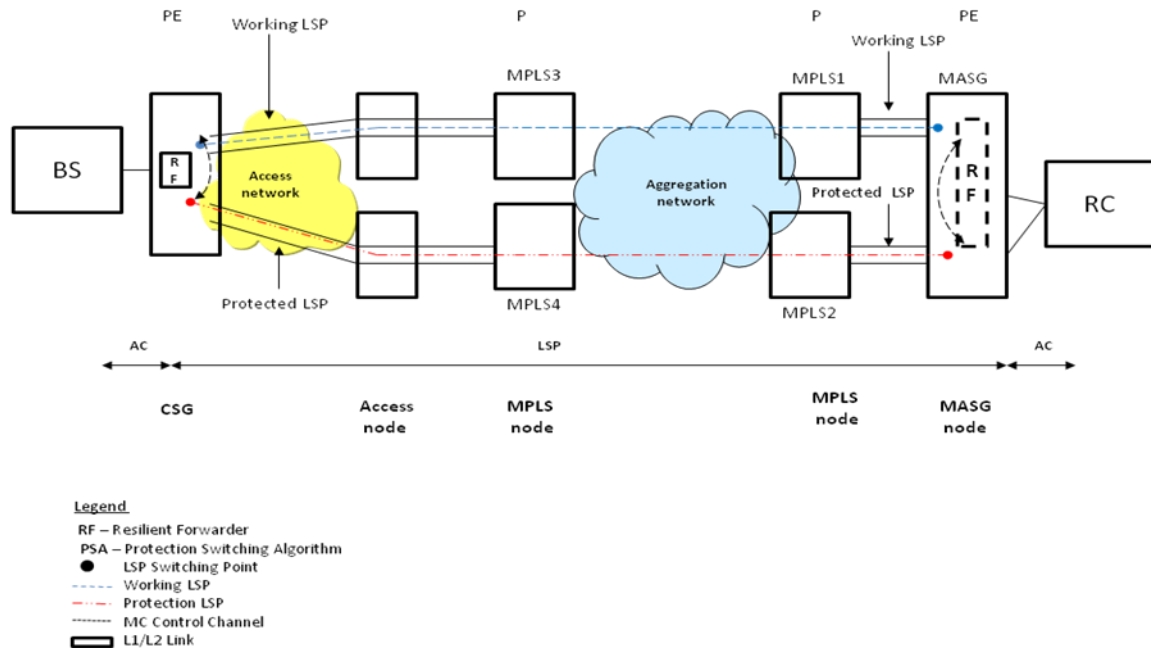 PE
P
P
PE
Working LSP
Working LSP
MPLS3
MPLS1
MASG
BS
R
F
Access
network
Aggregation
network
Protected LSP
R
F
RC
Protected LSP
MPLS4
MPLS2
AC
LSP
AC
CSG
Access
node
MPLS
node
MPLS
node
MASG
node
Legend
RF – Resilient Forwarder
PSA – Protection Switching Algorithm
LSP Switching Point
Working LSP
Protection LSP
MC Control Channel
L1/L2 Link